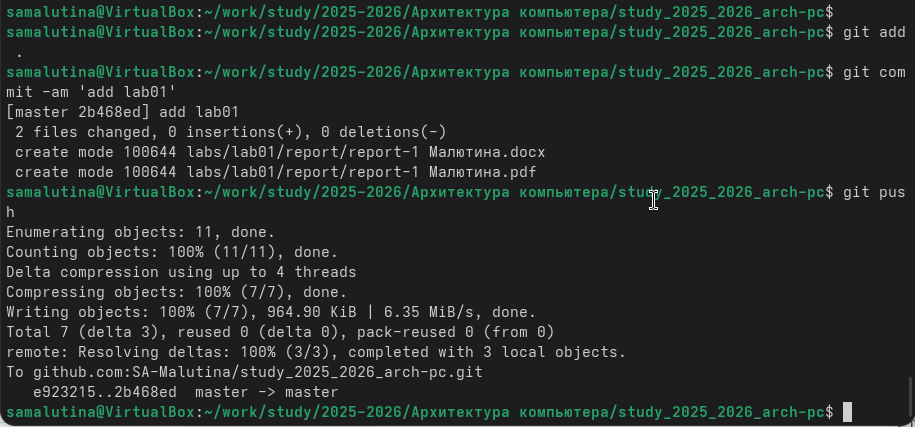 samalutina@VirtualBox:~/work/study/2025-2026/Архитектура компьютера/study_2025_2026_arch-pc$
samalutina@VirtualBox:~/work/study/2025-2026/Архитектура компьютера/study_2025_2026_arch-pc$ git add
 .
samalutina@VirtualBox:~/work/study/2025-2026/Архитектура компьютера/study_2025_2026_arch-pc$ git com
mit -am 'add lab01'
[master 2b468ed] add lab01
 2 files changed, 0 insertions(+), 0 deletions(-)
 create mode 100644 labs/lab01/report/report-1 Малютина.docx
 create mode 100644 labs/lab01/report/report-1 Малютина.pdf
samalutina@VirtualBox:~/work/study/2025-2026/Архитектура компьютера/study_2025_2026_arch-pc$ git pus
h
Enumerating objects: 11, done.
Counting objects: 100% (11/11), done.
Delta compression using up to 4 threads
Compressing objects: 100% (7/7), done.
Writing objects: 100% (7/7), 964.90 KiB | 6.35 MiB/s, done.
Total 7 (delta 3), reused 0 (delta 0), pack-reused 0 (from 0)
remote: Resolving deltas: 100% (3/3), completed with 3 local objects.
To github.com:SA-Malutina/study_2025_2026_arch-pc.git
   e923215..2b468ed  master -> master
samalutina@VirtualBox:~/work/study/2025-2026/Архитектура компьютера/study_2025_2026_arch-pc$